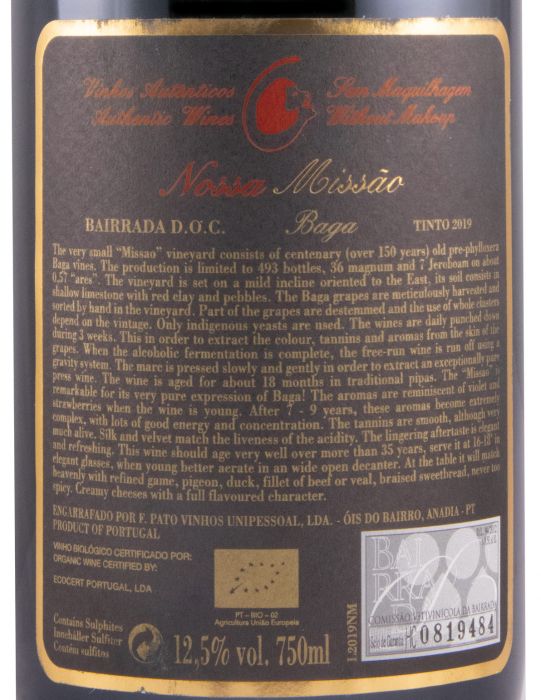 Vinhos Autênticos Sem Maquilhagem
Authentic Wines Without Makeup
Nossa Missão
BAIRRADA D.O.C. Baga TINTO 2019
The very small "Missao" vineyard consists of centenary (over 150 years) old pre-phylloxera
Baga vines. The production is limited to 493 bottles, 36 magnum and 7 Jeroboam on about
0,57 "ares". The vineyard is set on a mild incline oriented to the East, its soil consists in
shallow limestone with red clay and pebbles. The Baga grapes are meticulously harvested and
sorted by hand in the vineyard. Part of the grapes are destemmed and the use of whole clusters
depend on the vintage. Only indigenous yeasts are used. The wines are daily punched down
during 3 weeks. This in order to extract the colour, tannins and aromas from the skin of the
grapes. When the alcoholic fermentation is complete, the free-run wine is run off using a
gravity system. The marc is pressed slowly and gently in order to extract an exceptionally pure
press wine. The wine is aged for about 18 months in traditional pipas. The "Missao" is
remarkable for its very pure expression of Baga! The aromas are reminiscent of violet and
strawberries when the wine is young. After 7 - 9 years, these aromas become extremely
complex, with lots of good energy and concentration. The tannins are smooth, although very
much alive. Silk and velvet match the liveness of the acidity. The lingering aftertaste is elegant
and refreshing. This wine should age very well over more than 35 years, serve it at 16-18° in
elegant glasses, when young better aerate in an wide open decanter. At the table it will match
heavenly with refined game, pigeon, duck, fillet of beef or veal, braised sweetbread, never too
spicy. Creamy cheeses with a full flavoured character.
ENGARRAFADO POR F. PATO VINHOS UNIPESSOAL, LDA. - ÓIS DO BAIRRO, ANADIA - PT
PRODUCT OF PORTUGAL
VINHO BIOLÓGICO CERTIFICADO POR:
ORGANIC WINE CERTIFIED BY:
ECOCERT PORTUGAL, LDA
PT – BIO – 02
Agricultura União Europeia
Contains Sulphites
Innehåller Sulfiter
Contém sulfitos
12,5% vol. 750ml
L2019NM
BAI
RRA
COMISSÃO VITIVINÍCOLA DA BAIRRADA
Selo de Garantia HC 0819484